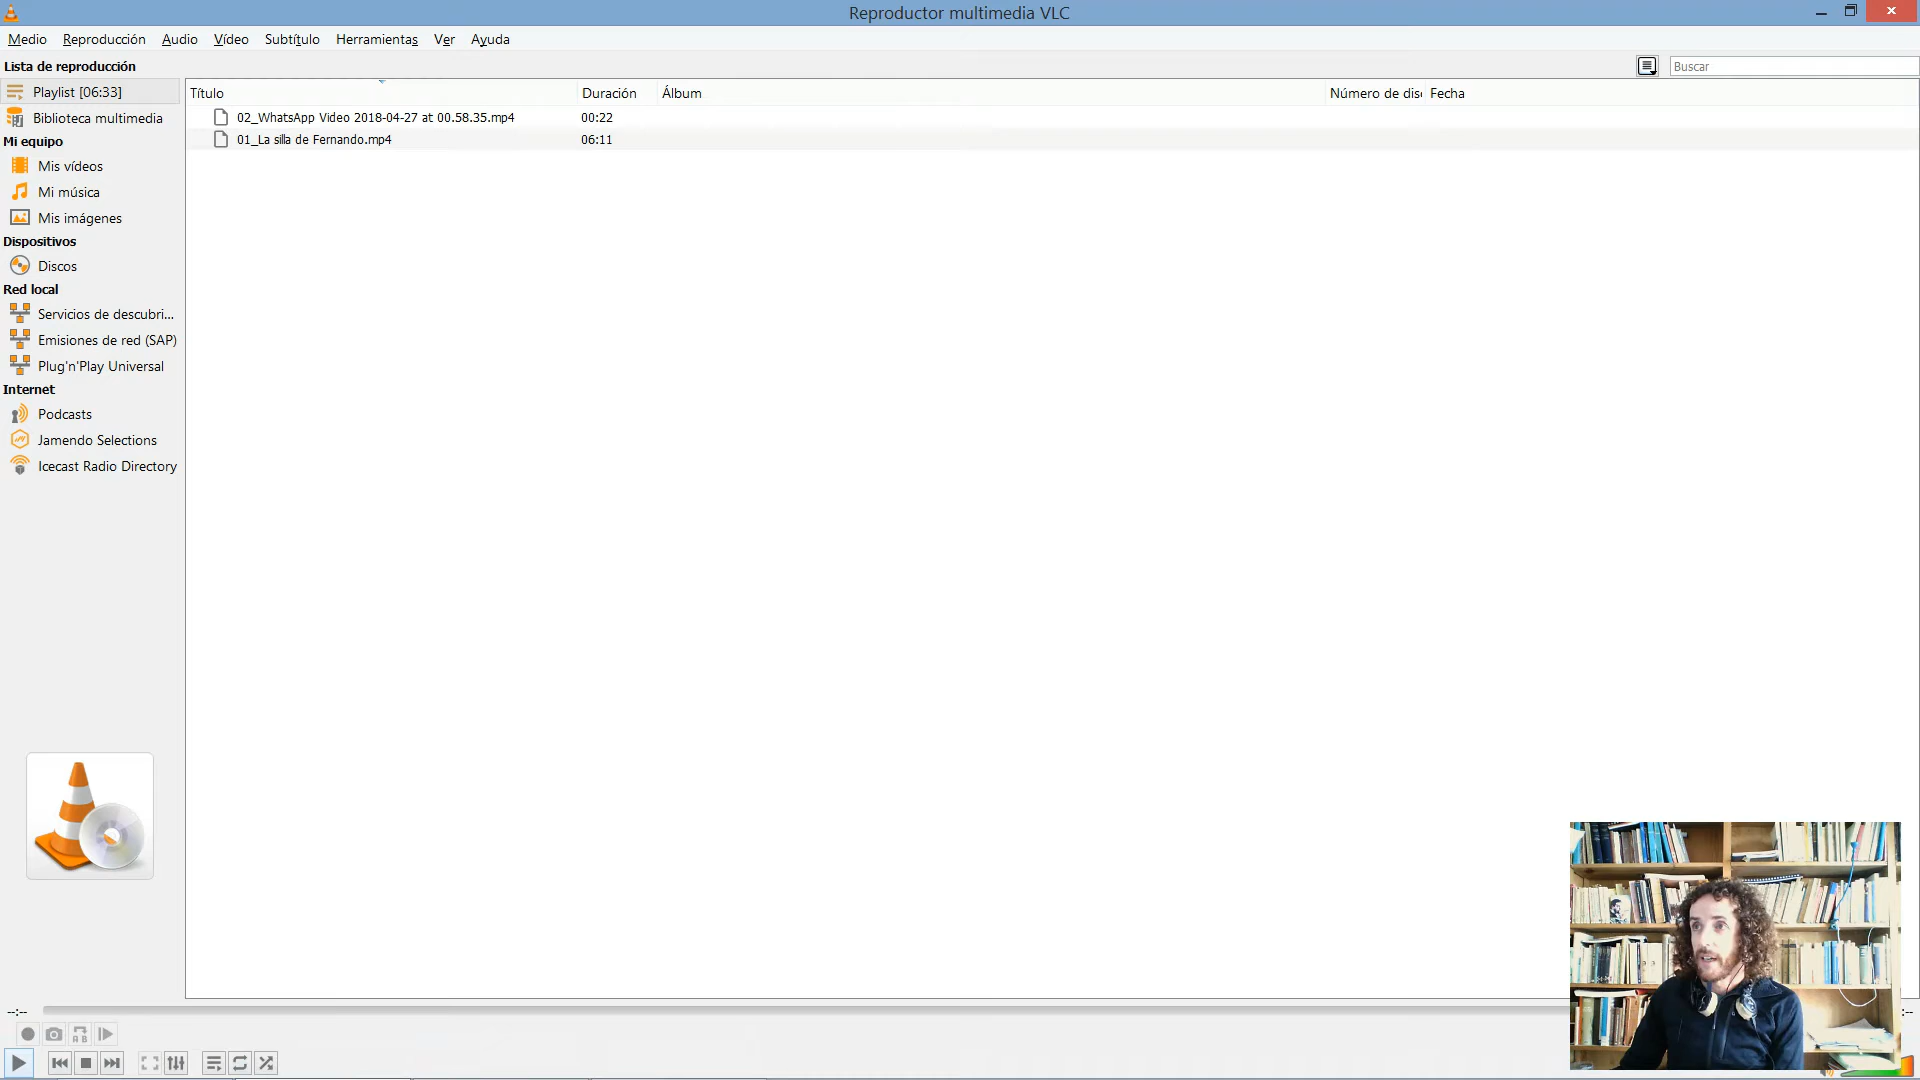 Reproductor multimedia VLC
Medio Reproducción Audio Vídeo Subtítulo Herramientas Ver Ayuda
Lista de reproducción
Buscar
Playlist [06:33]
Biblioteca multimedia
Mi equipo
Mis vídeos
Mi música
Mis imágenes
Dispositivos
Discos
Red local
Servicios de descubri...
Emisiones de red (SAP)
Plug'n'Play Universal
Internet
Podcasts
Jamendo Selections
Icecast Radio Directory
Título Duración Álbum Número de dis Fecha
02_WhatsApp Video 2018-04-27 at 00.58.35.mp4 00:22
01_La silla de Fernando.mp4 06:11
--:--
A B